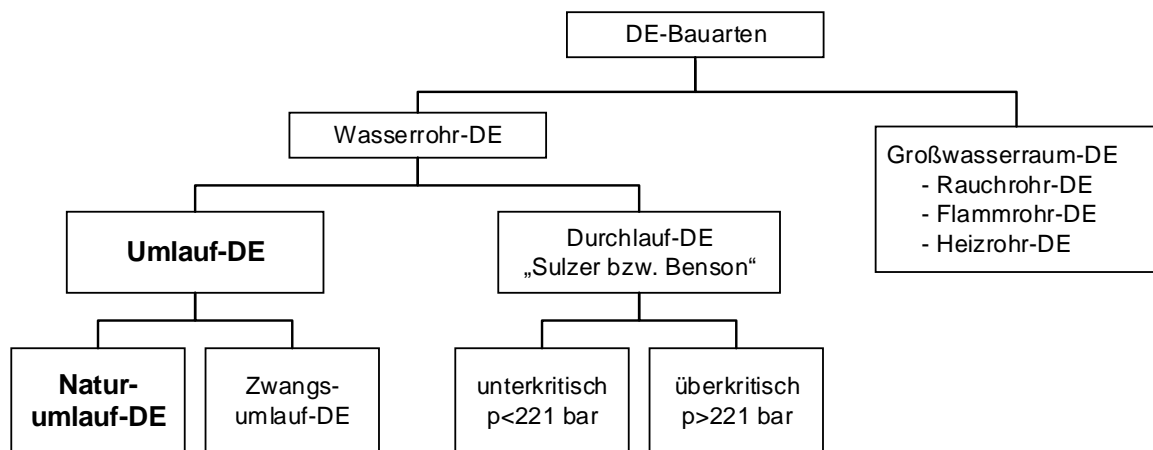 DE-Bauarten
Wasserrohr-DE
Großwasserraum-DE
- Rauchrohr-DE
- Flammrohr-DE
- Heizrohr-DE
Umlauf-DE
Durchlauf-DE
„Sulzer bzw. Benson“
Natur-
umlauf-DE
Zwangs-
umlauf-DE
unterkritisch
p<221 bar
überkritisch
p>221 bar